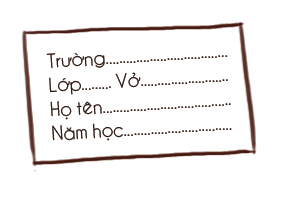 Trường................................
Lớp........ Vở........................
Họ tên..................................
Năm học.............................